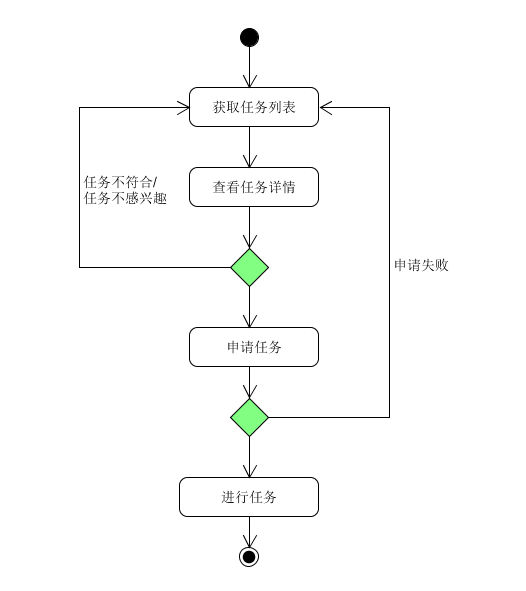 获取任务列表
任务不符合/
任务不感兴趣
查看任务详情
申请失败
申请任务
进行任务